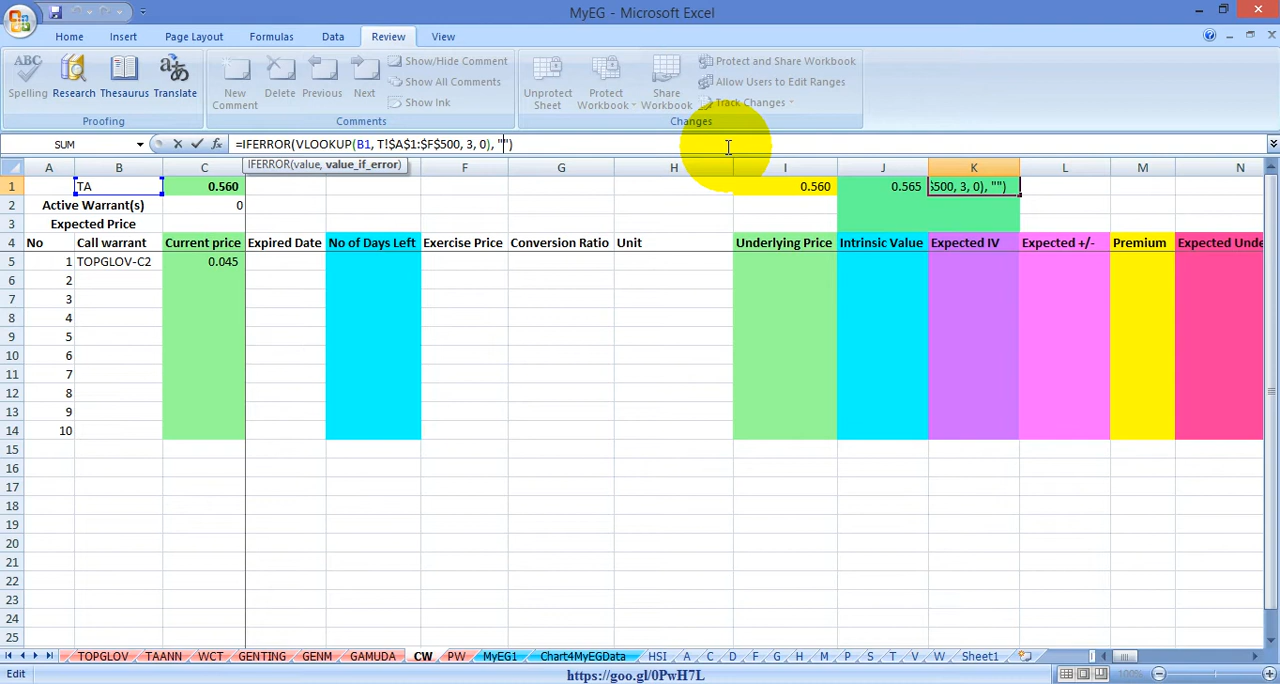 MyEG - Microsoft Excel
Home Insert Page Layout Formulas Data Review View
ABC
Spelling Research Thesaurus Translate
Proofing
New Comment Delete Previous Next
Show/Hide Comment
Show All Comments
Show Ink
Comments
Unprotect Sheet Protect Workbook Share Workbook
Protect and Share Workbook
Allow Users to Edit Ranges
Track Changes
Changes
SUM fx =IFERROR(VLOOKUP(B1, T!$A$1:$F$500, 3, 0), "")
IFERROR(value, value_if_error)
A B C D E F G H I J K L M N
1 TA 0.560 0.560 0.565 $500, 3, 0), "")
2 Active Warrant(s) 0
3 Expected Price
4 No Call warrant Current price Expired Date No of Days Left Exercise Price Conversion Ratio Unit Underlying Price Intrinsic Value Expected IV Expected +/- Premium Expected Unde
5 1 TOPGLOV-C2 0.045
6 2
7 3
8 4
9 5
10 6
11 7
12 8
13 9
14 10
15
16
17
18
19
20
21
22
23
24
25
TOPGLOV TAANN WCT GENTING GENM GAMUDA CW PW MyEG1 Chart4MyEGData HSI A C D F G H M P S T V W Sheet1
Edit https://goo.gl/0PwH7L 100%